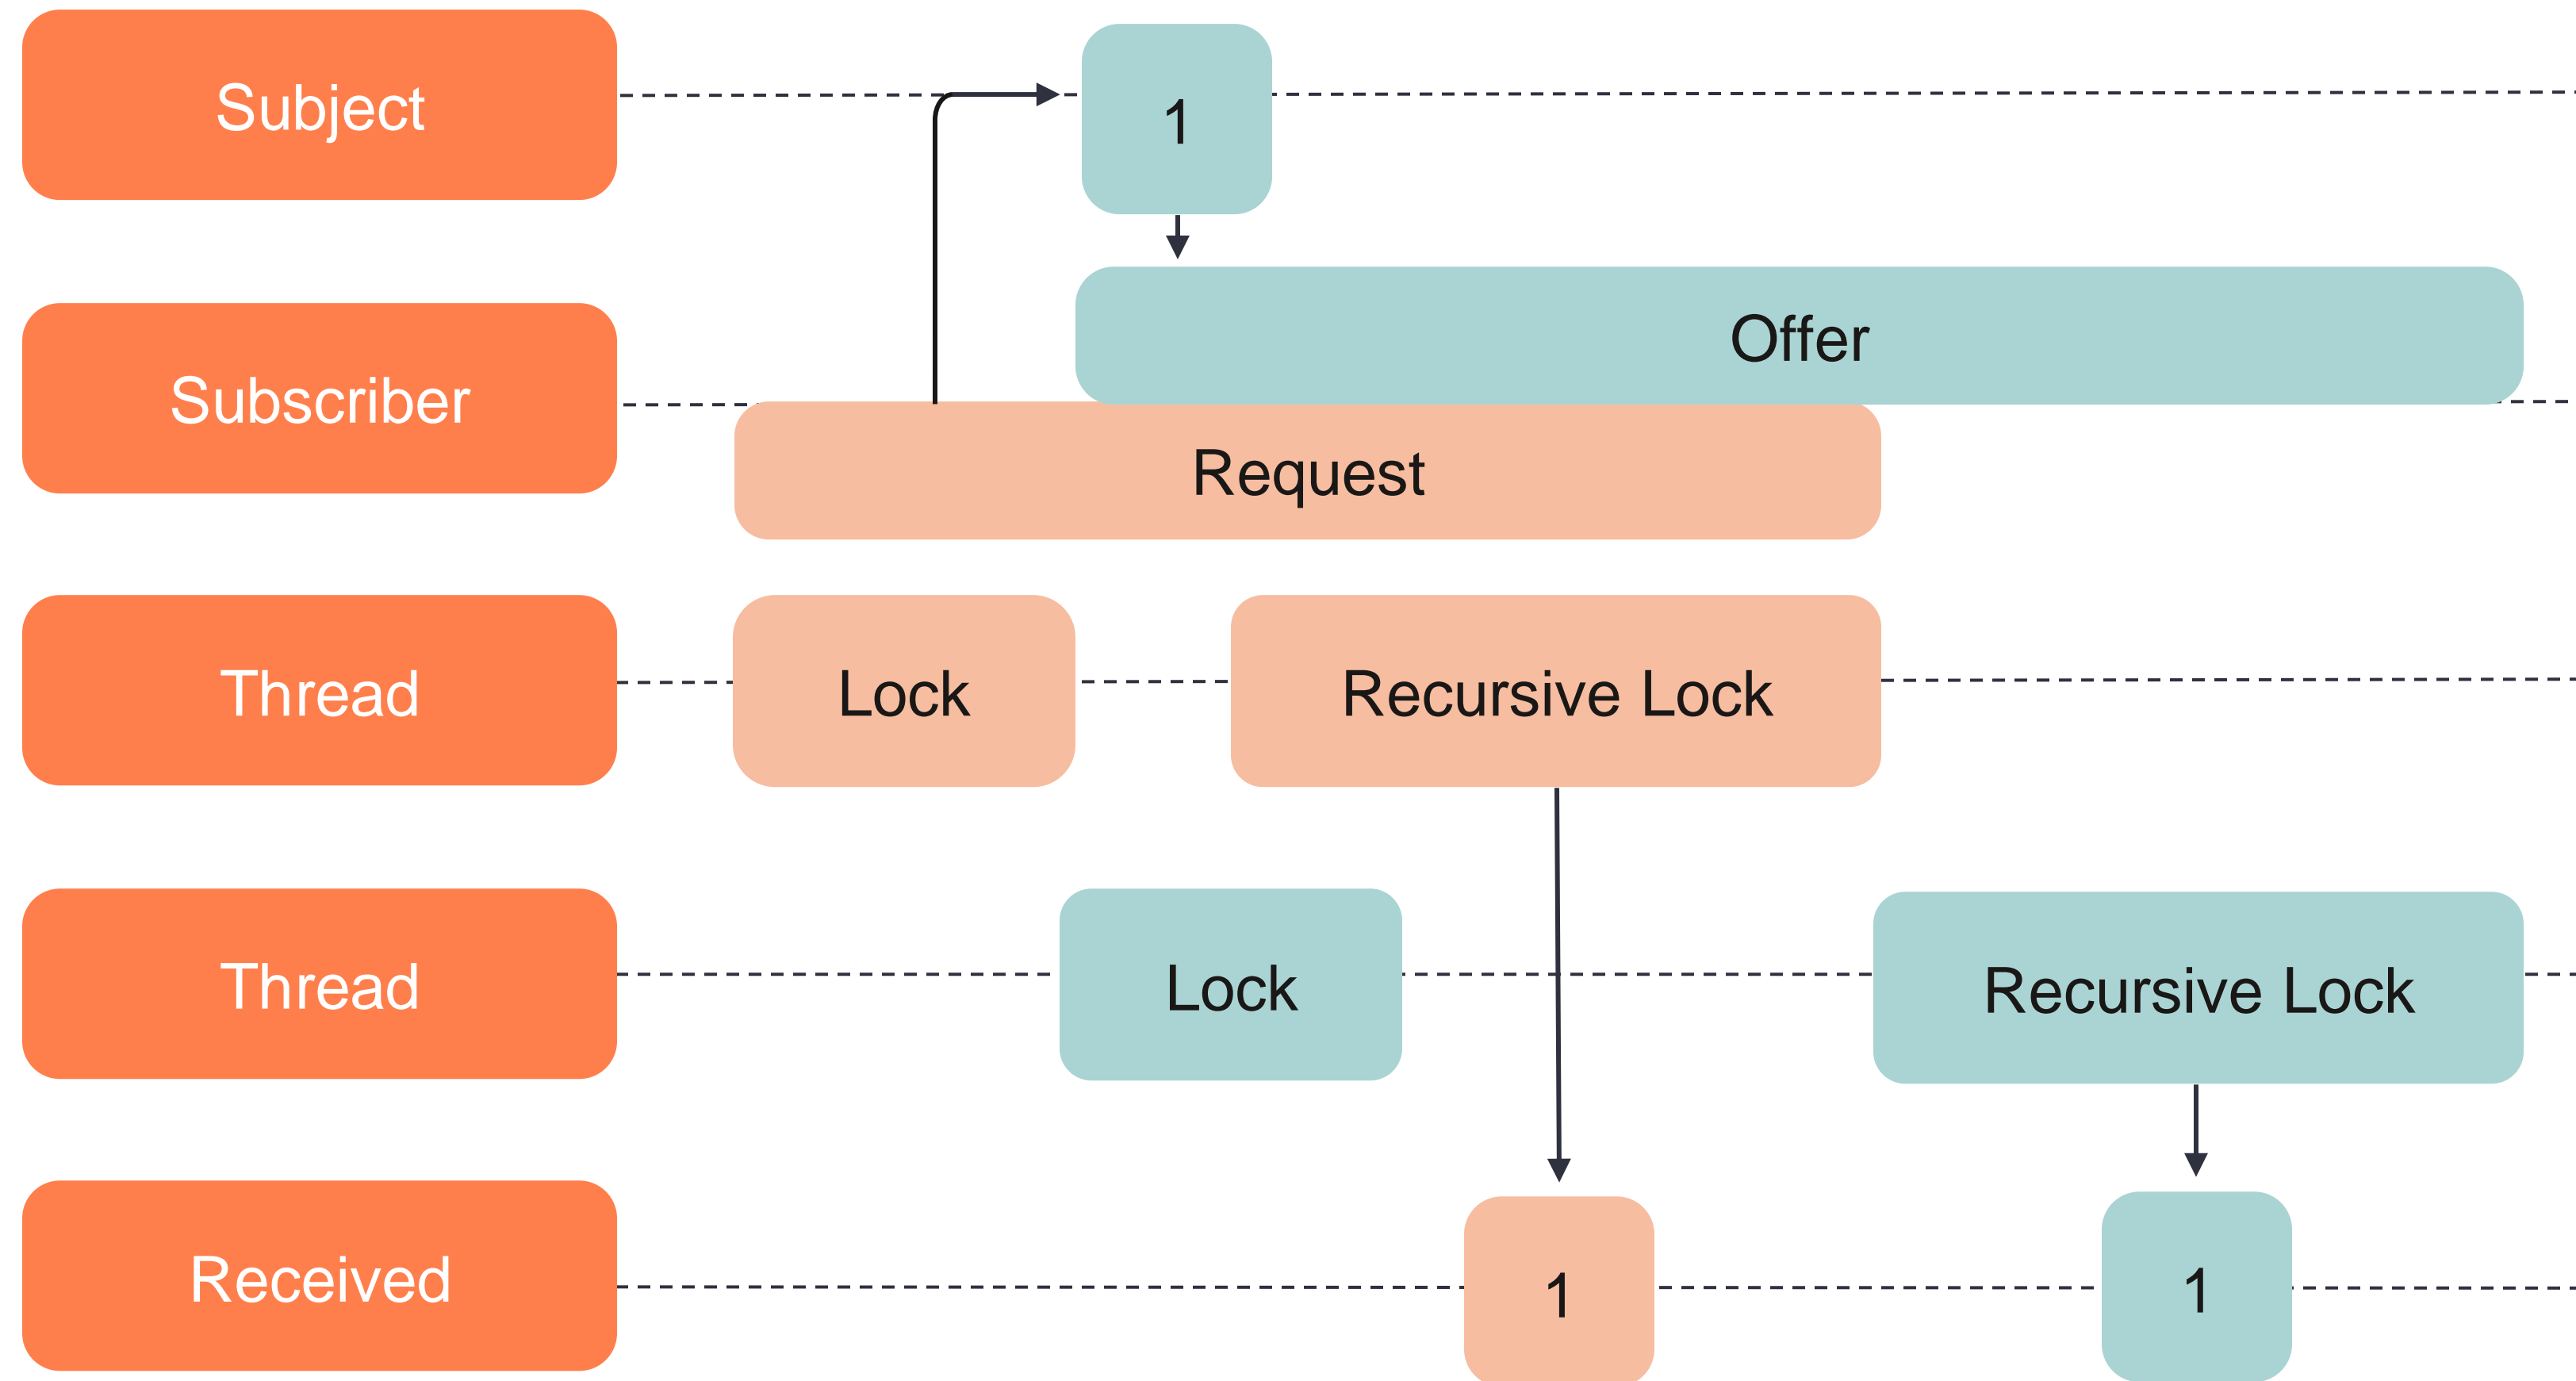 Subject
1
Offer
Subscriber
Request
Thread
Lock
Recursive Lock
Thread
Lock
Recursive Lock
Received
1
1